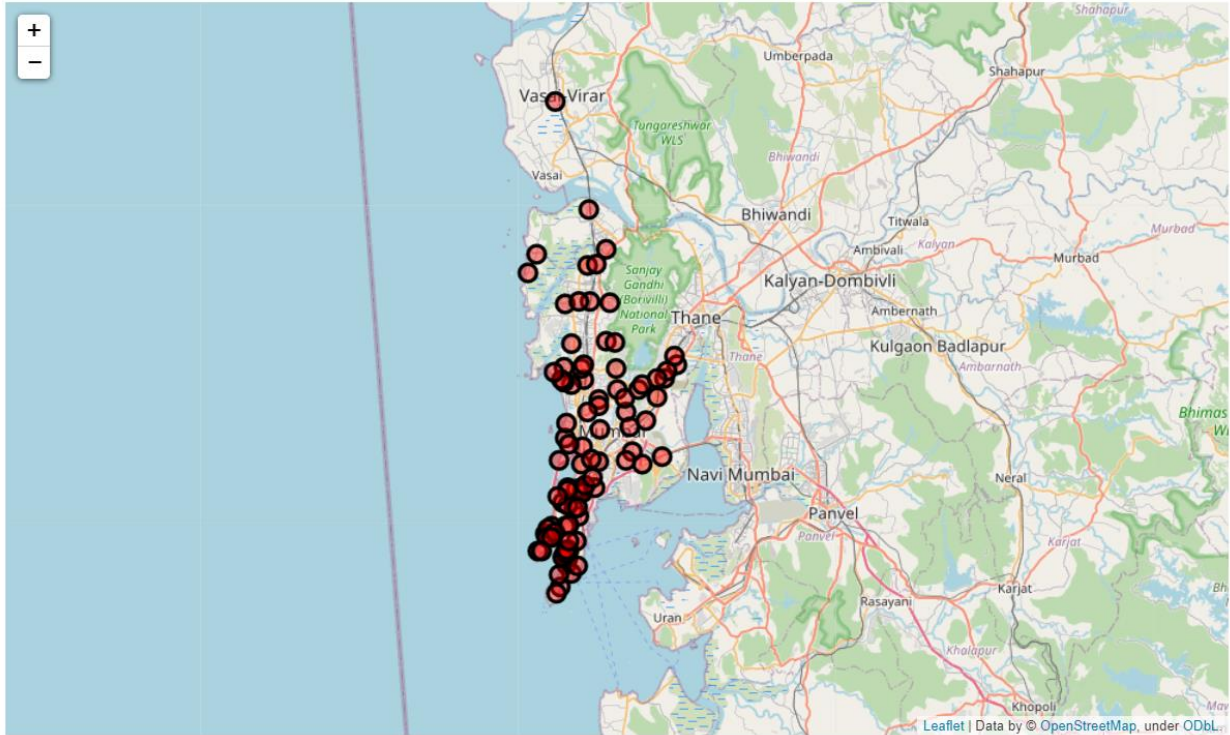 +
−
Shahapur
Umberpada
Shahapur
Vasai-Virar
Tungareshwar
WLS
Bhiwandi
Vasai
Bhiwandi
Titwala
Kalyan
Murbad
Ambivali
Murbad
Sanjay
Gandhi
(Borivilli)
National
Park
Kalyan-Dombivli
Thane
Ambernath
Kulgaon Badlapur
Thane
Ambarnath
Bhimas
Mumbai
Navi Mumbai
Neral
Panvel
Panvel
Karjat
Karjat
Rasayani
Uran
Khalapur
Khopoli
Leaflet | Data by © OpenStreetMap, under ODbL.